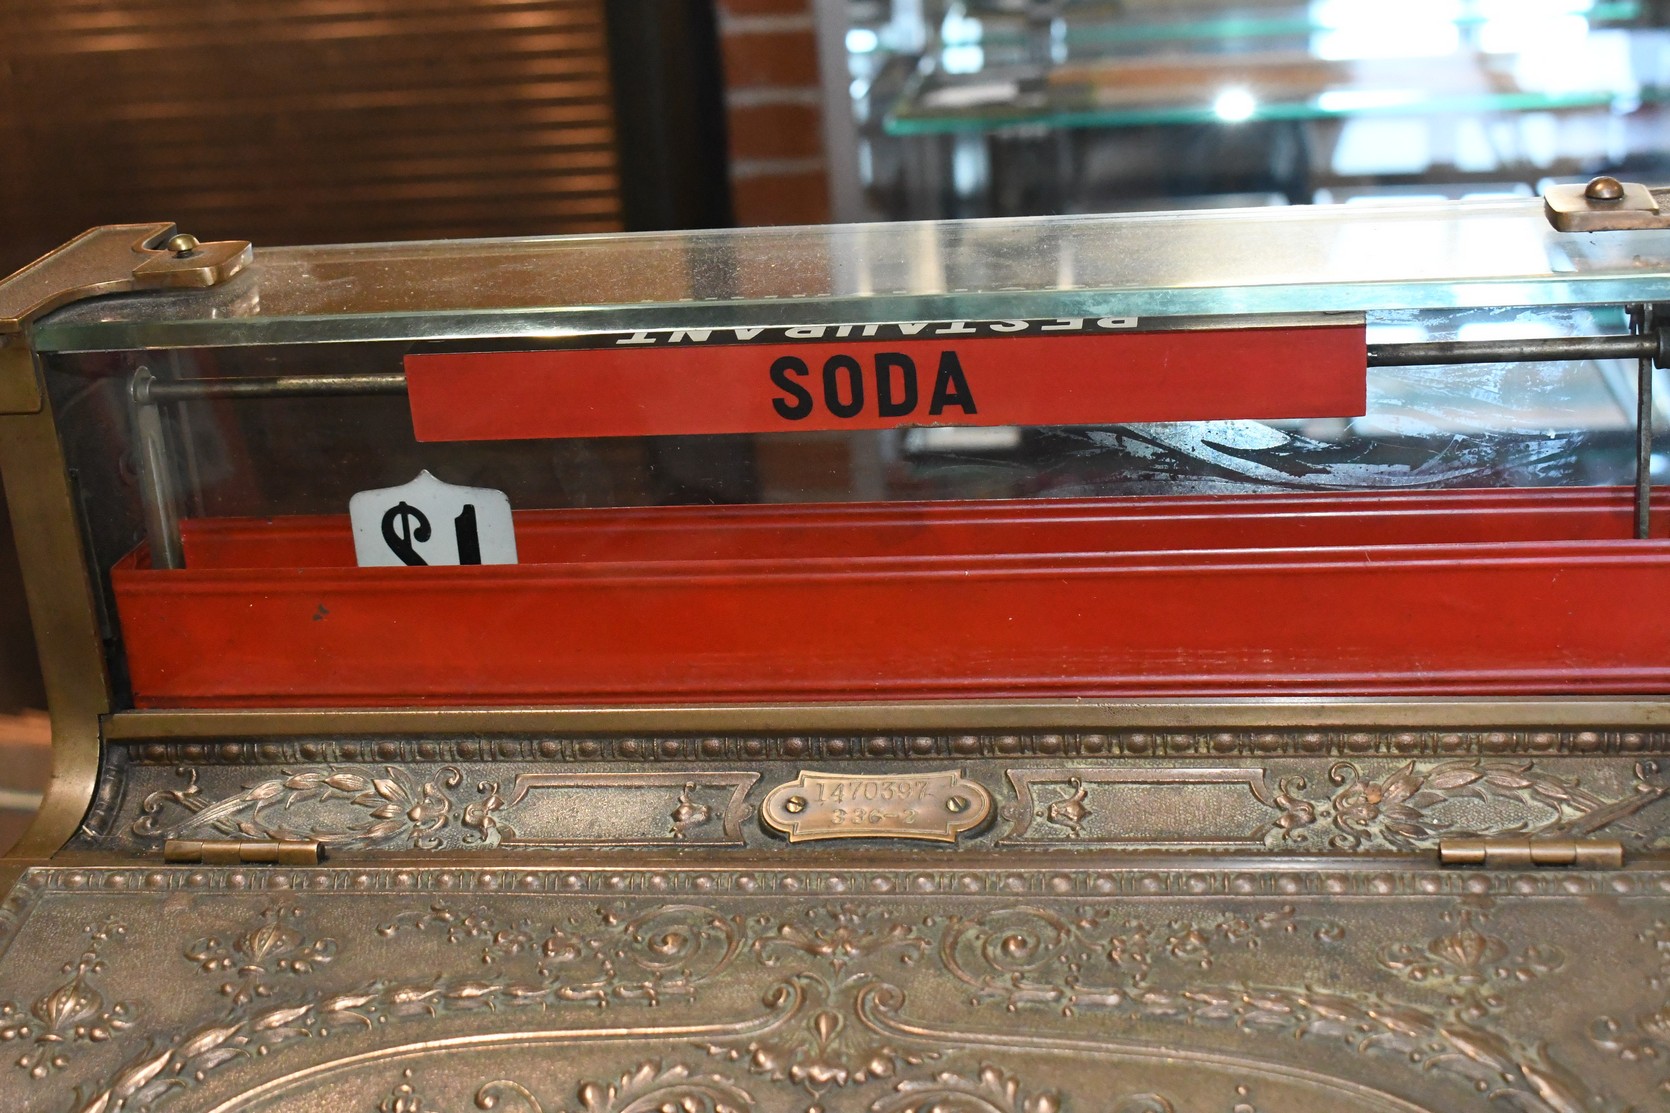 RESTAURANT
SODA
$1
1470397
336-2